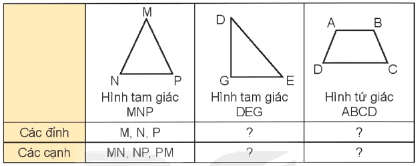 M
N P
Hình tam giác
MNP
D
G E
Hình tam giác
DEG
A B
D C
Hình tứ giác
ABCD
Các đỉnh M, N, P ? ?
Các cạnh MN, NP, PM ? ?